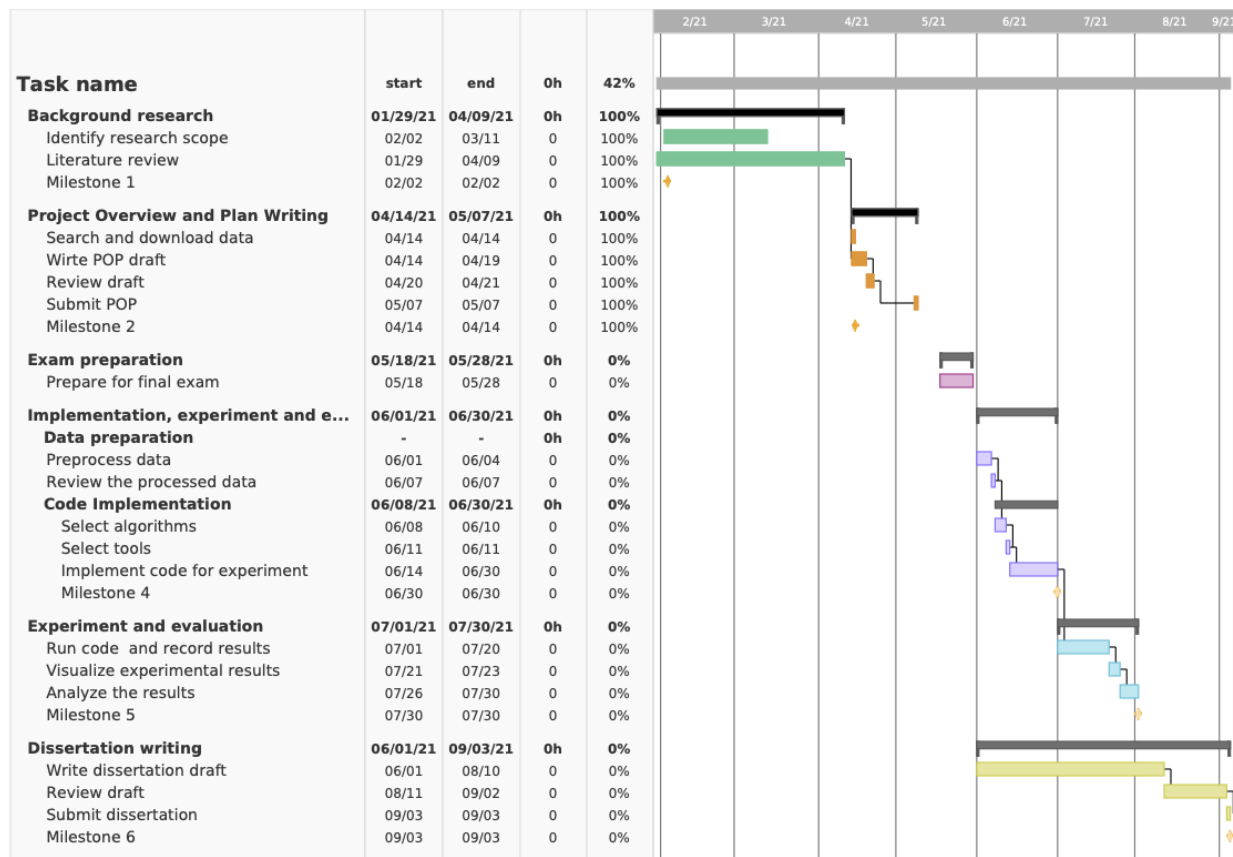 2/21 3/21 4/21 5/21 6/21 7/21 8/21 9/21
Task name start end 0h 42%
Background research 01/29/21 04/09/21 0h 100%
Identify research scope 02/02 03/11 0 100%
Literature review 01/29 04/09 0 100%
Milestone 1 02/02 02/02 0 100%
Project Overview and Plan Writing 04/14/21 05/07/21 0h 100%
Search and download data 04/14 04/14 0 100%
Wirte POP draft 04/14 04/19 0 100%
Review draft 04/20 04/21 0 100%
Submit POP 05/07 05/07 0 100%
Milestone 2 04/14 04/14 0 100%
Exam preparation 05/18/21 05/28/21 0h 0%
Prepare for final exam 05/18 05/28 0 0%
Implementation, experiment and e... 06/01/21 06/30/21 0h 0%
Data preparation - - 0h 0%
Preprocess data 06/01 06/04 0 0%
Review the processed data 06/07 06/07 0 0%
Code Implementation 06/08/21 06/30/21 0h 0%
Select algorithms 06/08 06/10 0 0%
Select tools 06/11 06/11 0 0%
Implement code for experiment 06/14 06/30 0 0%
Milestone 4 06/30 06/30 0 0%
Experiment and evaluation 07/01/21 07/30/21 0h 0%
Run code and record results 07/01 07/20 0 0%
Visualize experimental results 07/21 07/23 0 0%
Analyze the results 07/26 07/30 0 0%
Milestone 5 07/30 07/30 0 0%
Dissertation writing 06/01/21 09/03/21 0h 0%
Write dissertation draft 06/01 08/10 0 0%
Review draft 08/11 09/02 0 0%
Submit dissertation 09/03 09/03 0 0%
Milestone 6 09/03 09/03 0 0%